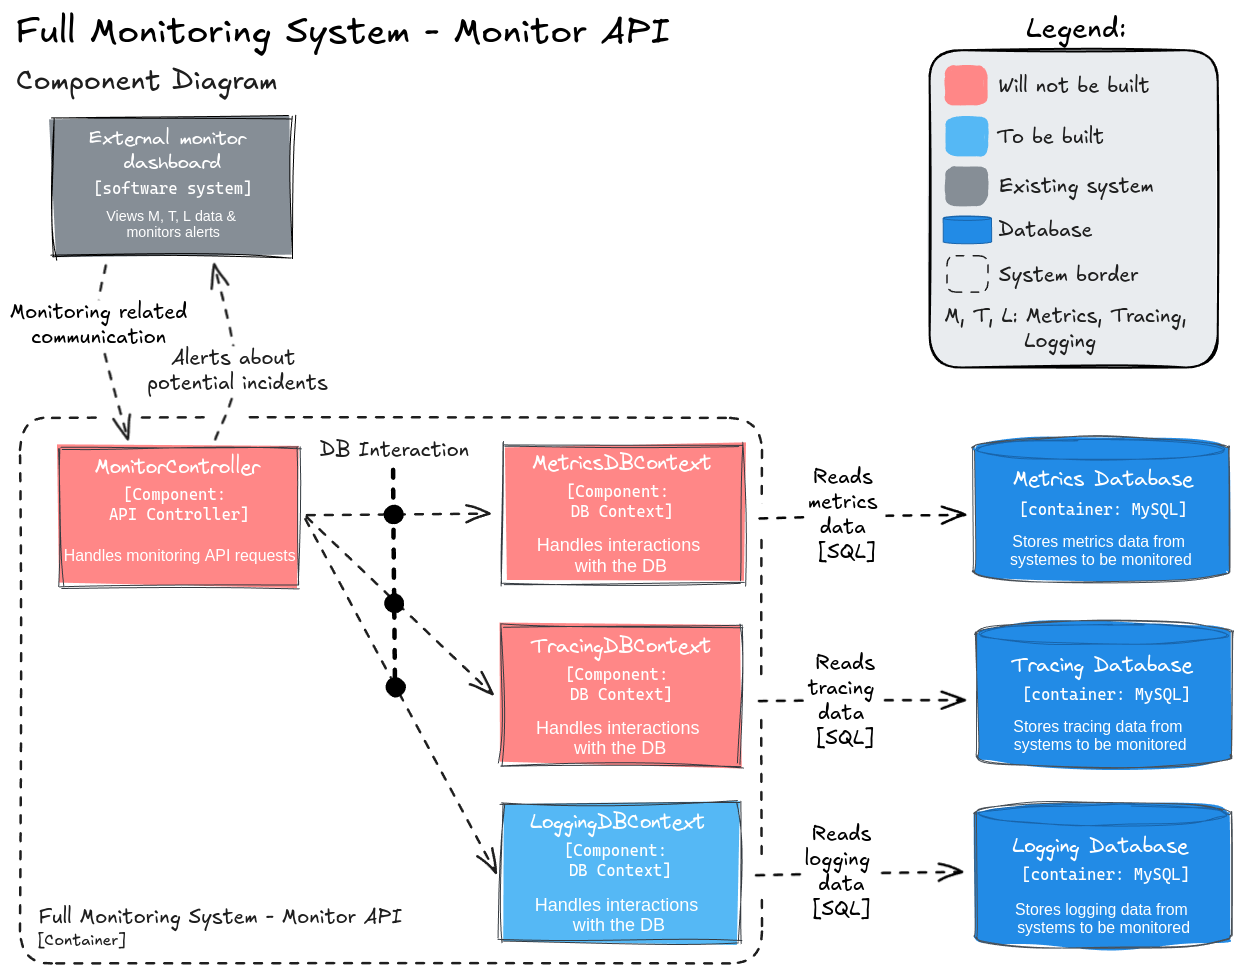 Full Monitoring System - Monitor API
Component Diagram
External monitor
dashboard
[software system]
Views M, T, L data &
monitors alerts
Legend:
Will not be built
To be built
Existing system
Database
System border
M, T, L: Metrics, Tracing,
Logging
Monitoring related
communication
Alerts about
potential incidents
MonitorController
[Component:
API Controller]
Handles monitoring API requests
DB Interaction
MetricsDBContext
[Component:
DB Context]
Handles interactions
with the DB
Reads
metrics
data
[SQL]
Metrics Database
[container: MySQL]
Stores metrics data from
systemes to be monitored
TracingDBContext
[Component:
DB Context]
Handles interactions
with the DB
Reads
tracing
data
[SQL]
Tracing Database
[container: MySQL]
Stores tracing data from
systems to be monitored
LoggingDBContext
[Component:
DB Context]
Handles interactions
with the DB
Reads
logging
data
[SQL]
Logging Database
[container: MySQL]
Stores logging data from
systems to be monitored
Full Monitoring System - Monitor API
[Container]